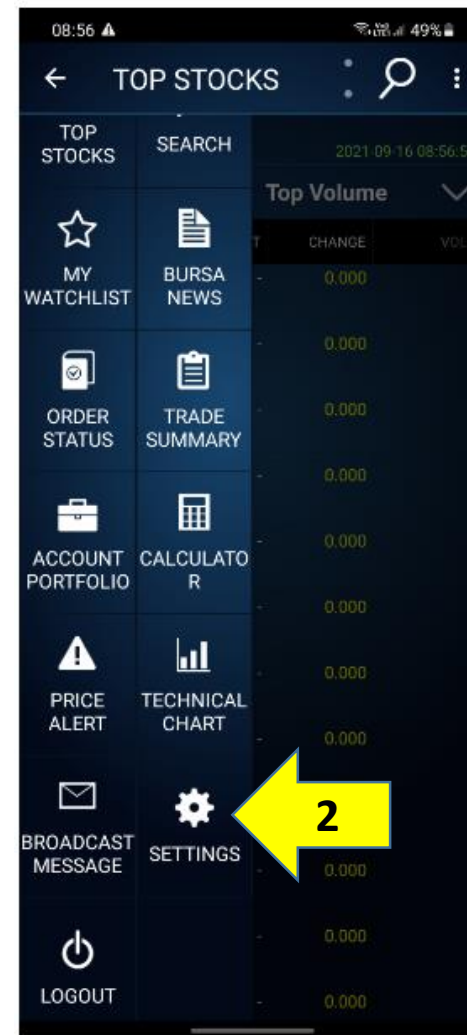 08:56 49%
TOP STOCKS
TOP
STOCKS
SEARCH
2021-09-16 08:56:5
Top Volume
T CHANGE VOL
MY
WATCHLIST
BURSA
NEWS
- 0.000
- 0.000
ORDER
STATUS
TRADE
SUMMARY
- 0.000
- 0.000
ACCOUNT
PORTFOLIO
CALCULATO
R
- 0.000
- 0.000
PRICE
ALERT
TECHNICAL
CHART
- 0.000
- 0.000
BROADCAST
MESSAGE
SETTINGS
2
- 0.000
- 0.000
LOGOUT
- 0.000